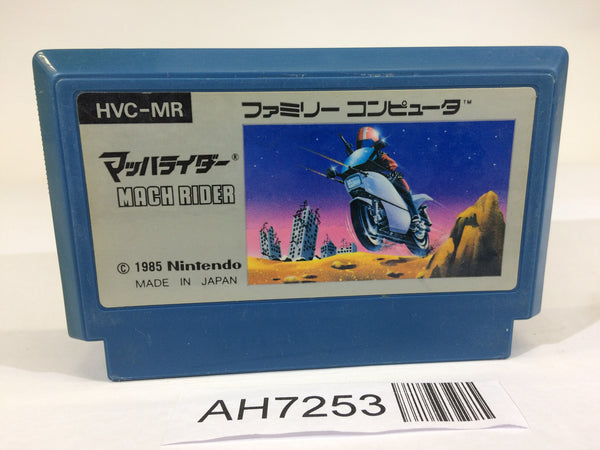 HVC-MR
ファミリー コンピュータ™
マッハライダー®
MACH RIDER
© 1985 Nintendo
MADE IN JAPAN
AH7253